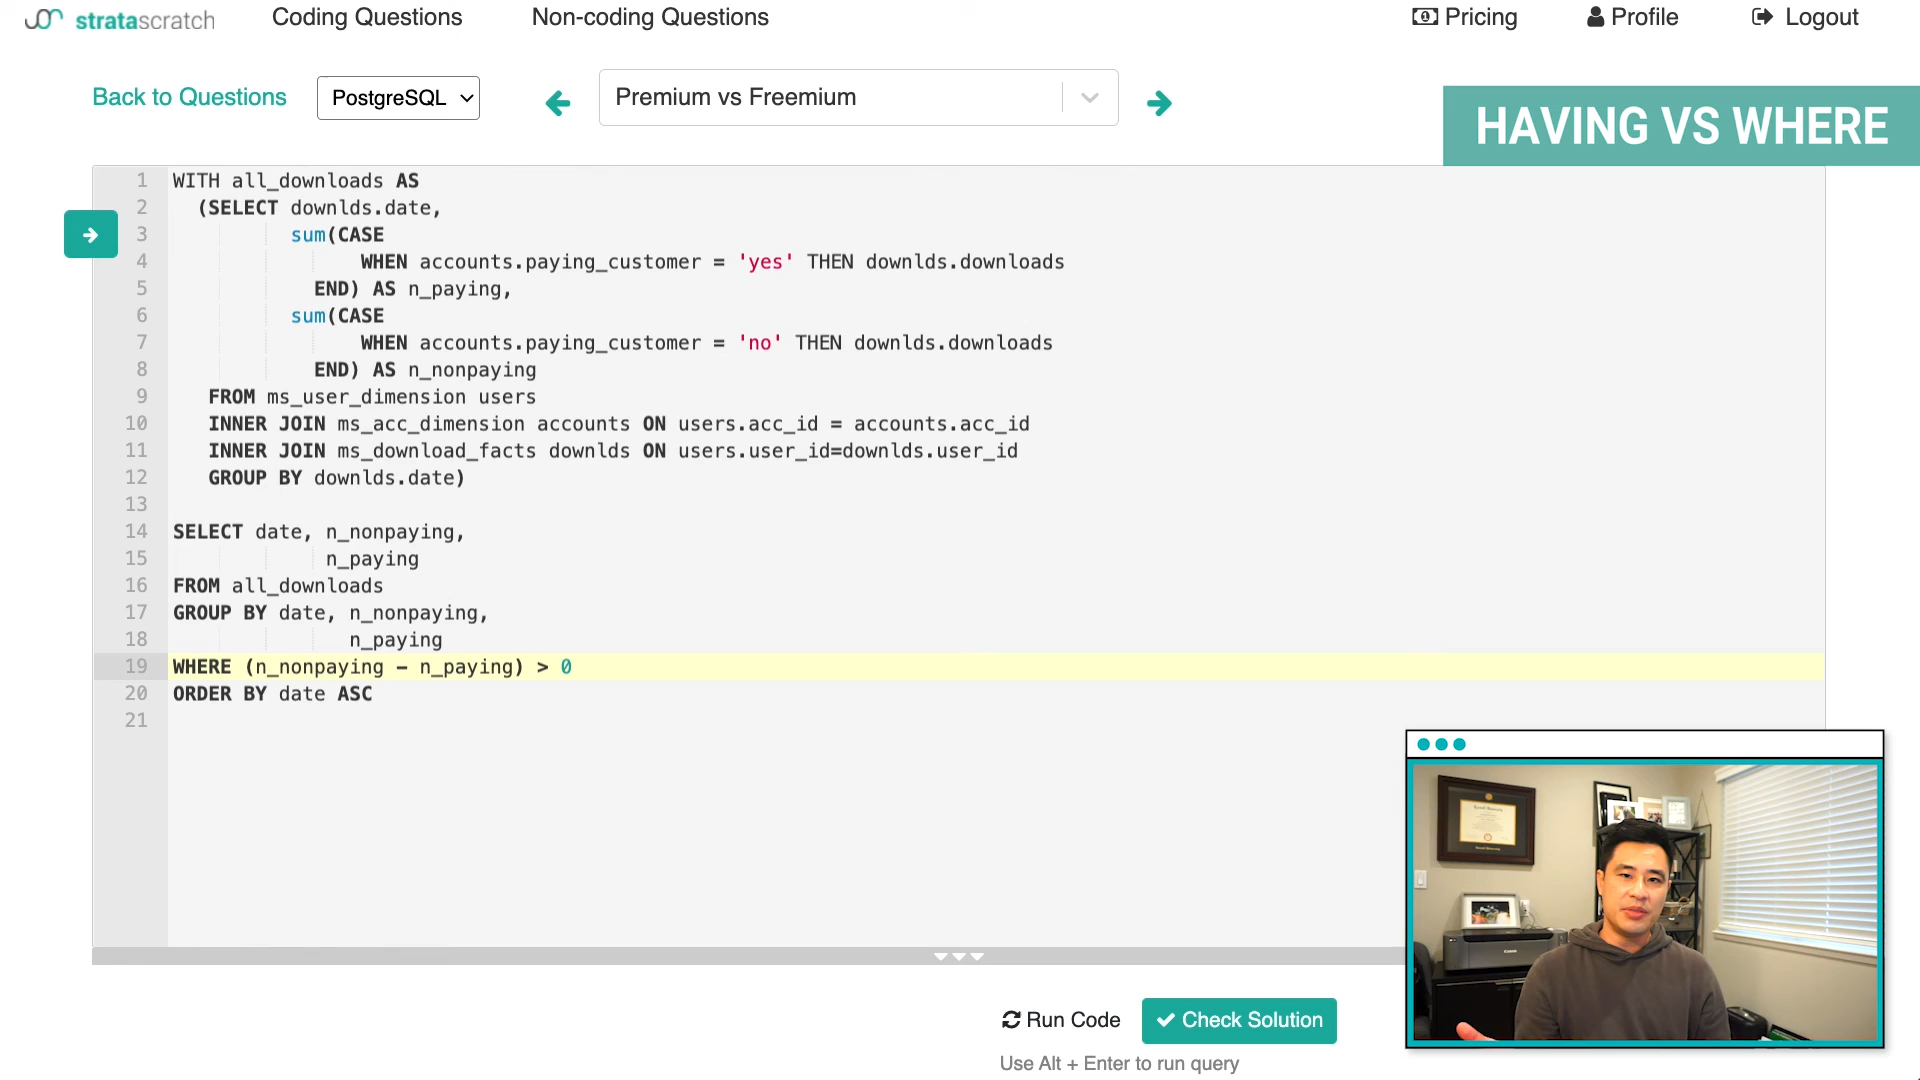 stratascratch
Coding Questions
Non-coding Questions
Pricing
Profile
Logout
Back to Questions
PostgreSQL
Premium vs Freemium
HAVING VS WHERE
1 WITH all_downloads AS
2 (SELECT downlds.date,
3 sum(CASE
4 WHEN accounts.paying_customer = 'yes' THEN downlds.downloads
5 END) AS n_paying,
6 sum(CASE
7 WHEN accounts.paying_customer = 'no' THEN downlds.downloads
8 END) AS n_nonpaying
9 FROM ms_user_dimension users
10 INNER JOIN ms_acc_dimension accounts ON users.acc_id = accounts.acc_id
11 INNER JOIN ms_download_facts downlds ON users.user_id=downlds.user_id
12 GROUP BY downlds.date)
13
14 SELECT date, n_nonpaying,
15 n_paying
16 FROM all_downloads
17 GROUP BY date, n_nonpaying,
18 n_paying
19 WHERE (n_nonpaying - n_paying) > 0
20 ORDER BY date ASC
21
Run Code
Check Solution
Use Alt + Enter to run query